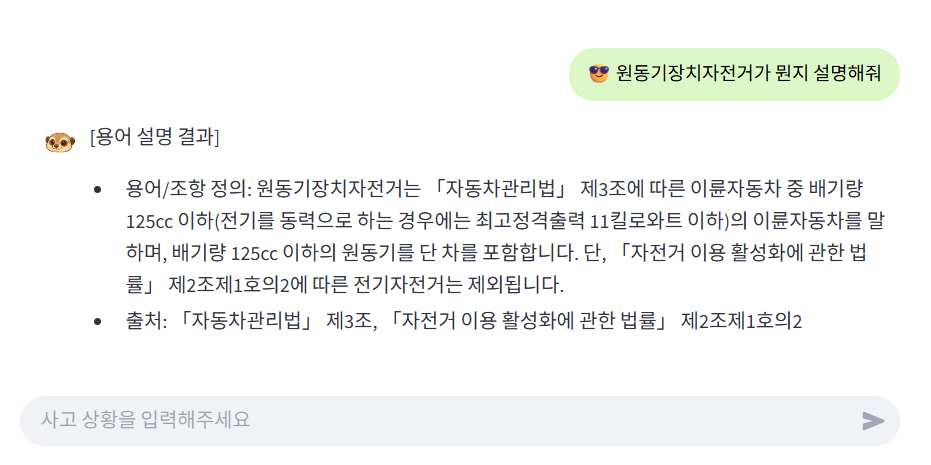 😎 원동기장치자전거가 뭔지 설명해줘
[용어 설명 결과]
• 용어/조항 정의: 원동기장치자전거는 「자동차관리법」 제3조에 따른 이륜자동차 중 배기량
125cc 이하(전기를 동력으로 하는 경우에는 최고정격출력 11킬로와트 이하)의 이륜자동차를 말
하며, 배기량 125cc 이하의 원동기를 단 차를 포함합니다. 단, 「자전거 이용 활성화에 관한 법
률」 제2조제1호의2에 따른 전기자전거는 제외됩니다.
• 출처: 「자동차관리법」 제3조, 「자전거 이용 활성화에 관한 법률」 제2조제1호의2
사고 상황을 입력해주세요